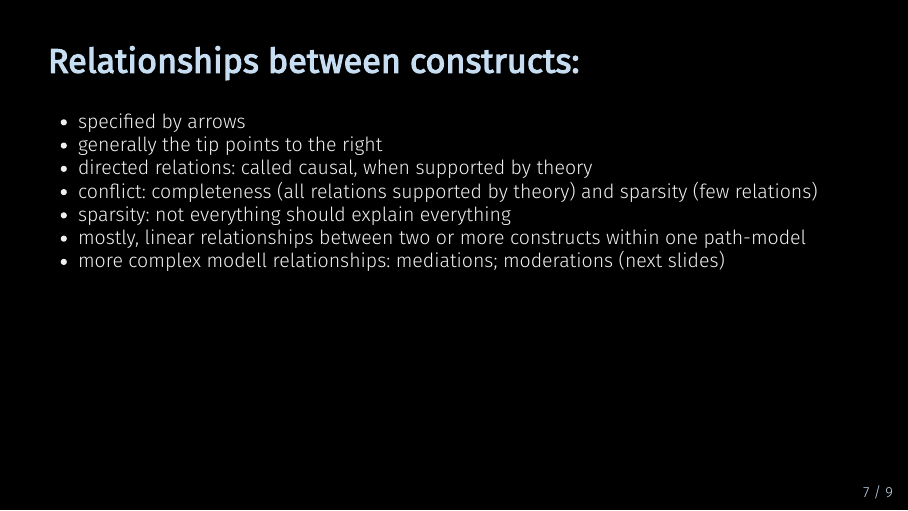 Relationships between constructs:
• specified by arrows
• generally the tip points to the right
• directed relations: called causal, when supported by theory
• conflict: completeness (all relations supported by theory) and sparsity (few relations)
• sparsity: not everything should explain everything
• mostly, linear relationships between two or more constructs within one path-model
• more complex modell relationships: mediations; moderations (next slides)
7 / 9